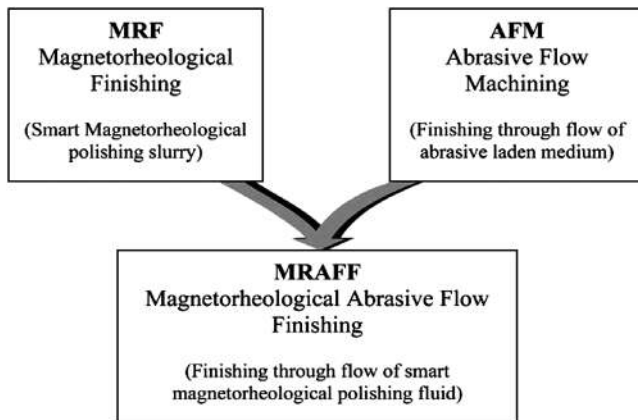 MRF
Magnetorheological
Finishing
(Smart Magnetorheological
polishing slurry)
AFM
Abrasive Flow
Machining
(Finishing through flow of
abrasive laden medium)
MRAFF
Magnetorheological Abrasive Flow
Finishing
(Finishing through flow of smart
magnetorheological polishing fluid)